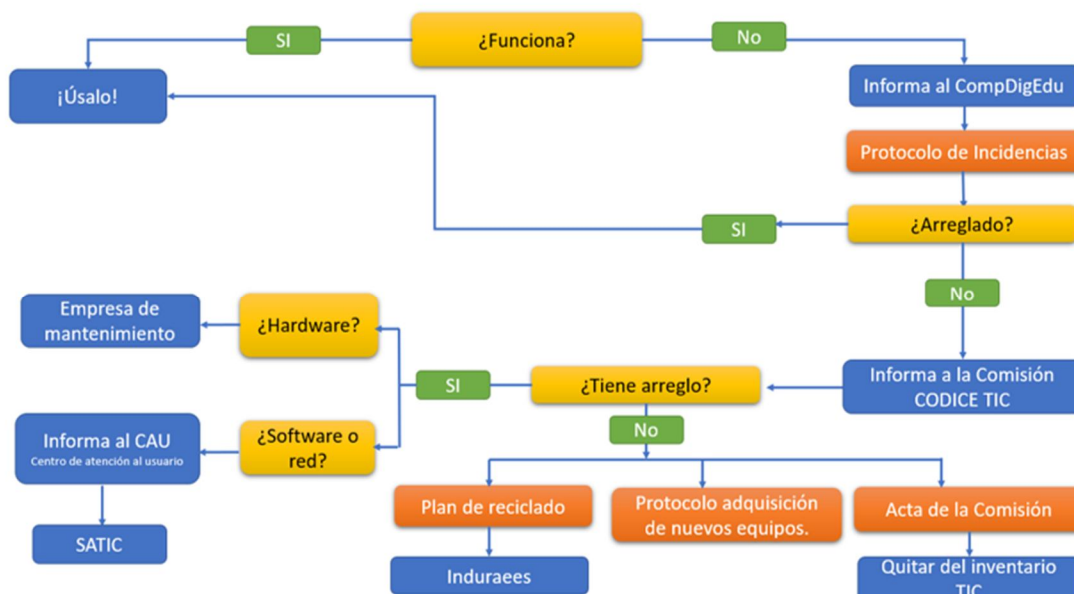 SI
¿Funciona?
No
¡Úsalo!
Informa al CompDigEdu
Protocolo de Incidencias
SI
¿Arreglado?
No
Empresa de
mantenimiento
¿Hardware?
SI
¿Tiene arreglo?
Informa a la Comisión
CODICE TIC
No
Informa al CAU
Centro de atención al usuario
¿Software o
red?
Plan de reciclado
Protocolo adquisición
de nuevos equipos.
Acta de la Comisión
SATIC
Induraees
Quitar del inventario
TIC